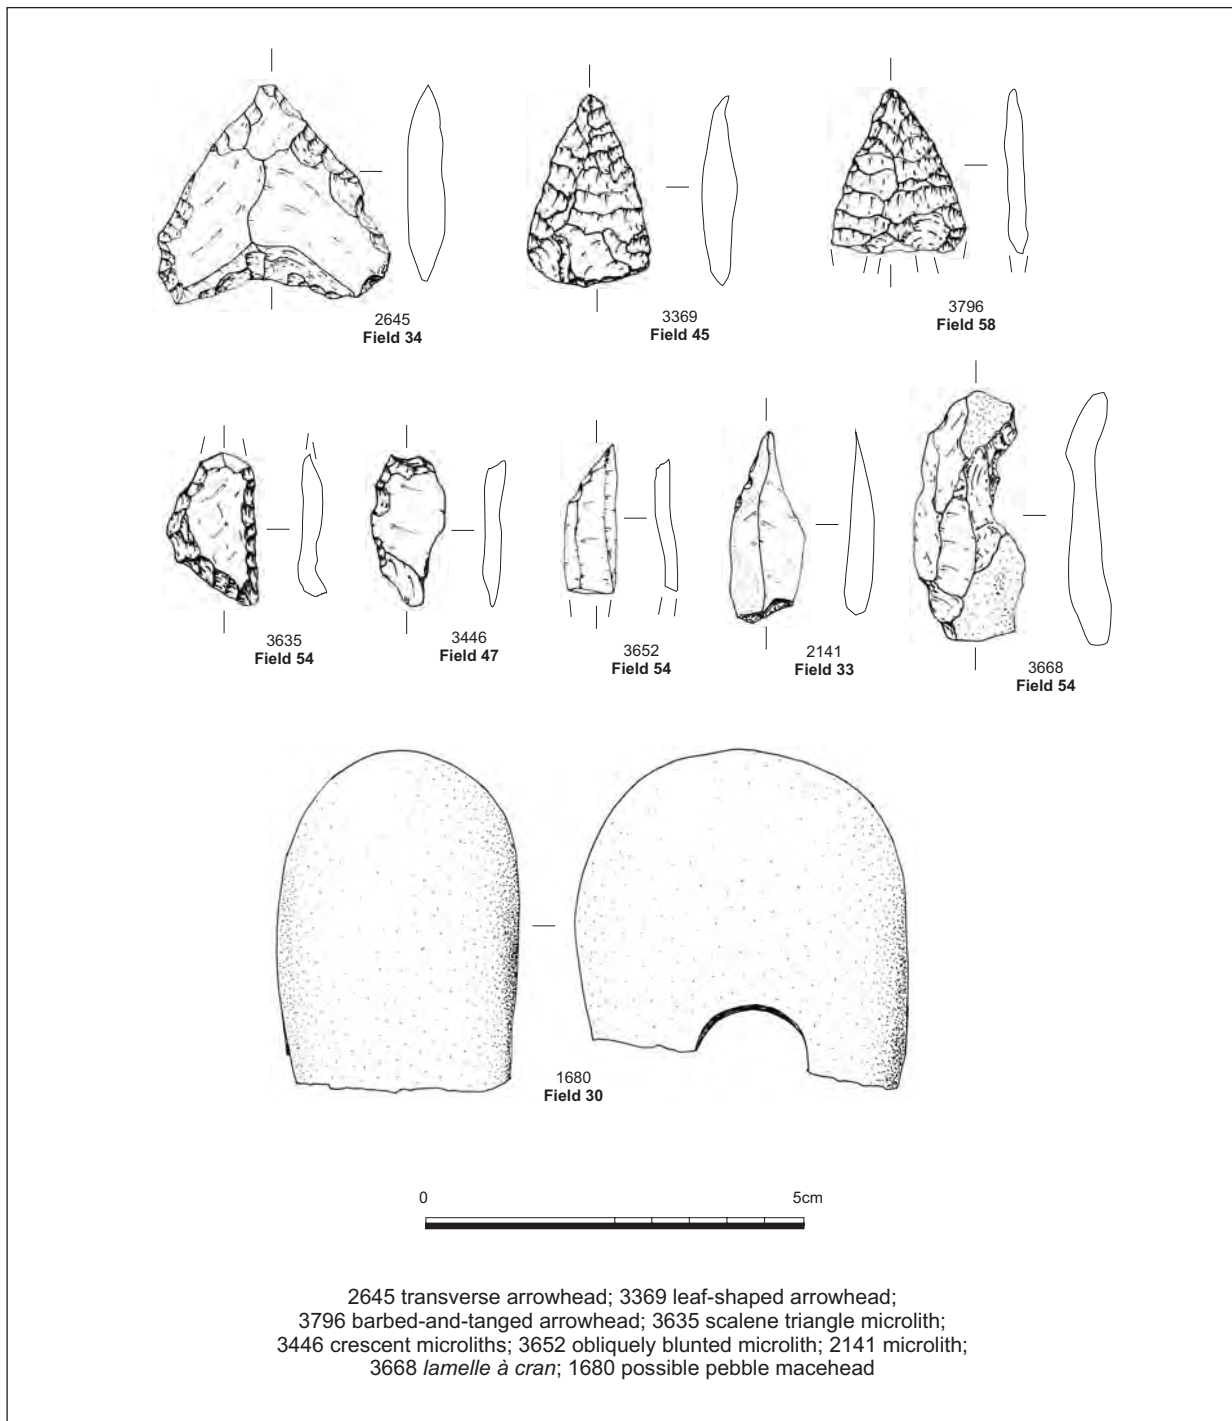 2645
Field 34
3369
Field 45
3796
Field 58
3635
Field 54
3446
Field 47
3652
Field 54
2141
Field 33
3668
Field 54
1680
Field 30
0 5cm
2645 transverse arrowhead; 3369 leaf-shaped arrowhead;
3796 barbed-and-tanged arrowhead; 3635 scalene triangle microlith;
3446 crescent microliths; 3652 obliquely blunted microlith; 2141 microlith;
3668 lamelle à cran; 1680 possible pebble macehead